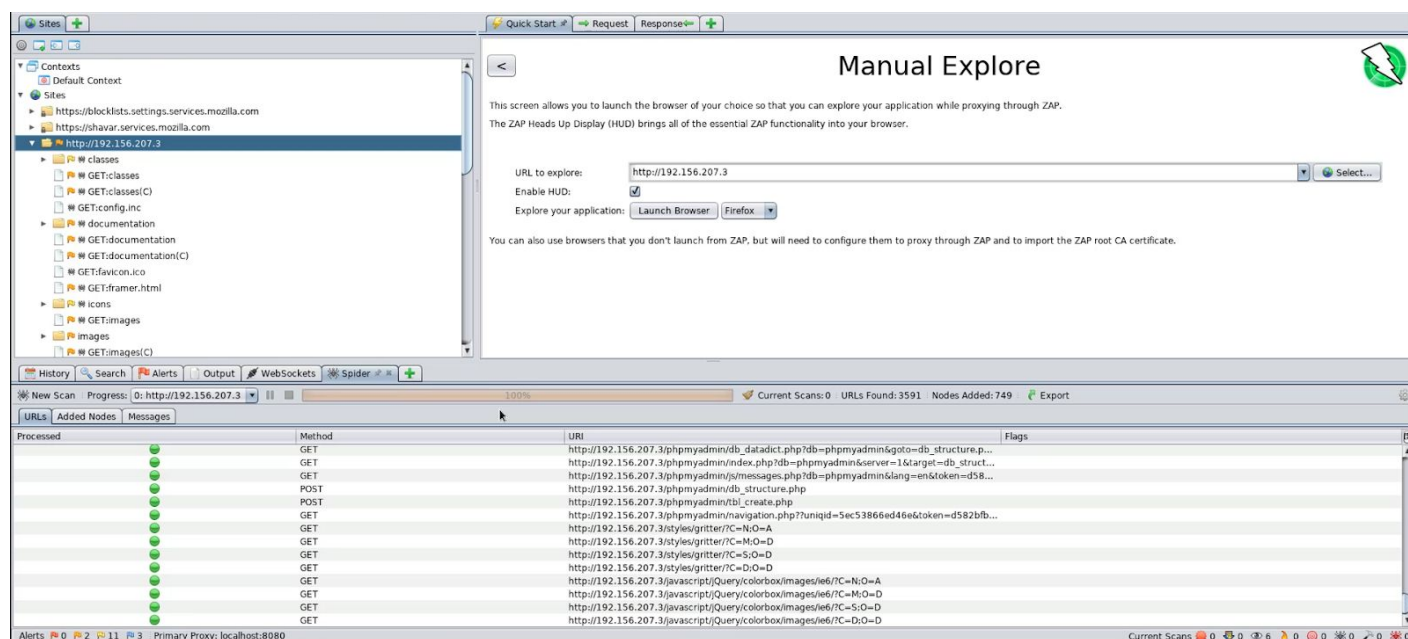 Sites
Quick Start
Request
Response
Contexts
Default Context
Sites
https://blocklists.settings.services.mozilla.com
https://shavar.services.mozilla.com
http://192.156.207.3
classes
GET:classes
GET:classes(C)
GET:config.inc
documentation
GET:documentation
GET:documentation(C)
GET:favicon.ico
GET:framer.html
icons
GET:images
images
GET:images(C)
<
Manual Explore
This screen allows you to launch the browser of your choice so that you can explore your application while proxying through ZAP.
The ZAP Heads Up Display (HUD) brings all of the essential ZAP functionality into your browser.
URL to explore: http://192.156.207.3 Select...
Enable HUD:
Explore your application: Launch Browser Firefox
You can also use browsers that you don't launch from ZAP, but will need to configure them to proxy through ZAP and to import the ZAP root CA certificate.
History Search Alerts Output WebSockets Spider
New Scan Progress: 0: http://192.156.207.3 100% Current Scans: 0 URLs Found: 3591 Nodes Added: 749 Export
URLs Added Nodes Messages
Processed Method URI Flags
GET http://192.156.207.3/phpmyadmin/db_datadict.php?db=phpmyadmin&goto=db_structure.p...
GET http://192.156.207.3/phpmyadmin/index.php?db=phpmyadmin&server=1&target=db_struct...
GET http://192.156.207.3/phpmyadmin/js/messages.php?db=phpmyadmin&lang=en&token=d58...
POST http://192.156.207.3/phpmyadmin/db_structure.php
POST http://192.156.207.3/phpmyadmin/tbl_create.php
GET http://192.156.207.3/phpmyadmin/navigation.php??uniqid=5ec53866ed46e&token=d582bfb...
GET http://192.156.207.3/styles/gritter/?C=N;O=A
GET http://192.156.207.3/styles/gritter/?C=M;O=D
GET http://192.156.207.3/styles/gritter/?C=S;O=D
GET http://192.156.207.3/styles/gritter/?C=D;O=D
GET http://192.156.207.3/javascript/jQuery/colorbox/images/ie6/?C=N;O=A
GET http://192.156.207.3/javascript/jQuery/colorbox/images/ie6/?C=M;O=D
GET http://192.156.207.3/javascript/jQuery/colorbox/images/ie6/?C=S;O=D
GET http://192.156.207.3/javascript/jQuery/colorbox/images/ie6/?C=D;O=D
Alerts 0 2 11 3 Primary Proxy: localhost:8080 Current Scans 0 0 6 0 0 0 0